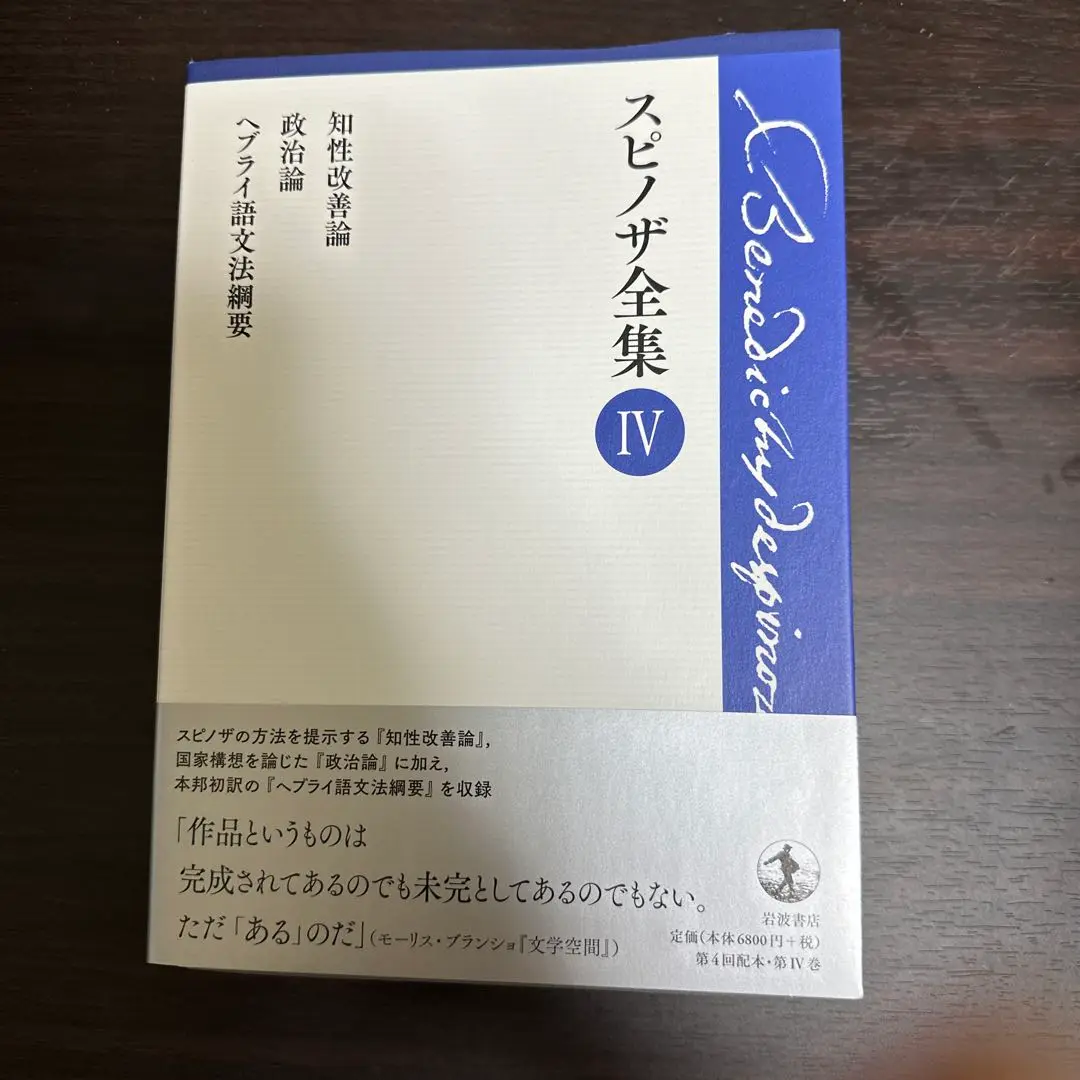 スピノザ全集
IV
知性改善論
政治論
ヘブライ語文法綱要
スピノザの方法を提示する『知性改善論』,
国家構想を論じた『政治論』に加え,
本邦初訳の『ヘブライ語文法綱要』を収録
「作品というものは
完成されてあるのでも未完としてあるのでもない。
ただ「ある」のだ」(モーリス・ブランショ『文学空間』)
岩波書店
定価(本体6800円+税)
第4回配本・第IV巻